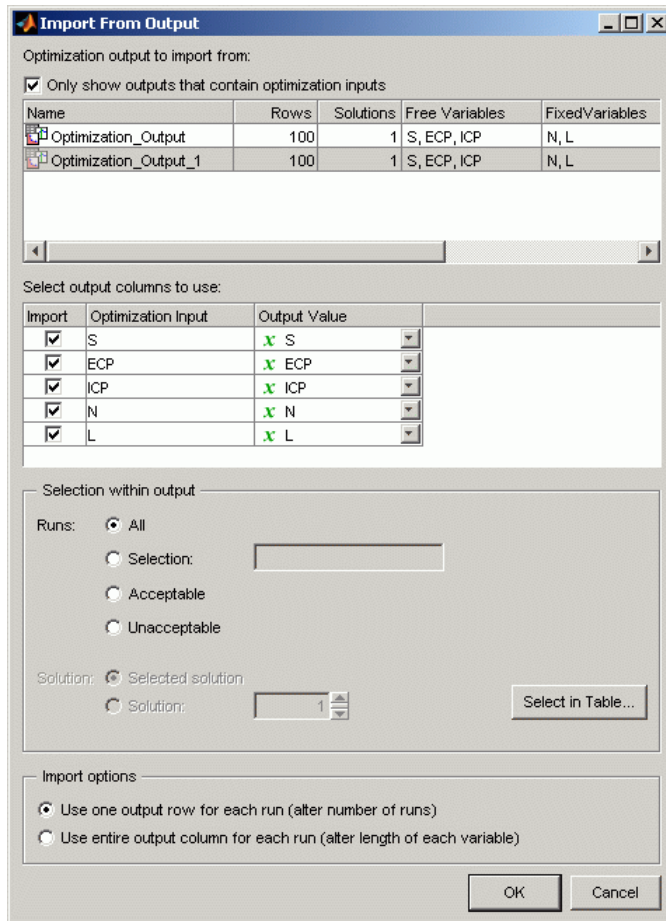 Import From Output
Optimization output to import from:
Only show outputs that contain optimization inputs
Name Rows Solutions Free Variables FixedVariables
Optimization_Output 100 1 S, ECP, ICP N, L
Optimization_Output_1 100 1 S, ECP, ICP N, L
Select output columns to use:
Import Optimization Input Output Value
S x S
ECP x ECP
ICP x ICP
N x N
L x L
Selection within output
Runs: All
Selection:
Acceptable
Unacceptable
Solution: Selected solution
Solution: 1 Select in Table...
Import options
Use one output row for each run (alter number of runs)
Use entire output column for each run (alter length of each variable)
OK Cancel